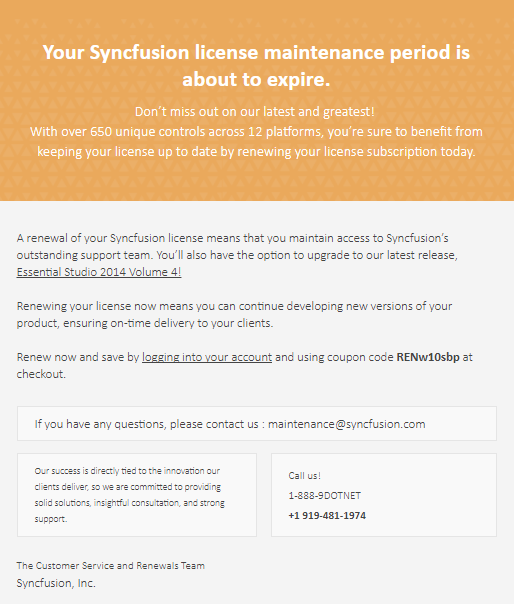 Your Syncfusion license maintenance period is
about to expire.
Don't miss out on our latest and greatest!
With over 650 unique controls across 12 platforms, you're sure to benefit from
keeping your license up to date by renewing your license subscription today.
A renewal of your Syncfusion license means that you maintain access to Syncfusion's
outstanding support team. You'll also have the option to upgrade to our latest release,
Essential Studio 2014 Volume 4!
Renewing your license now means you can continue developing new versions of your
product, ensuring on-time delivery to your clients.
Renew now and save by logging into your account and using coupon code RENw10sbp at
checkout.
If you have any questions, please contact us : maintenance@syncfusion.com
Our success is directly tied to the innovation our
clients deliver, so we are committed to providing
solid solutions, insightful consultation, and strong
support.
Call us!
1-888-9DOTNET
+1 919-481-1974
The Customer Service and Renewals Team
Syncfusion, Inc.